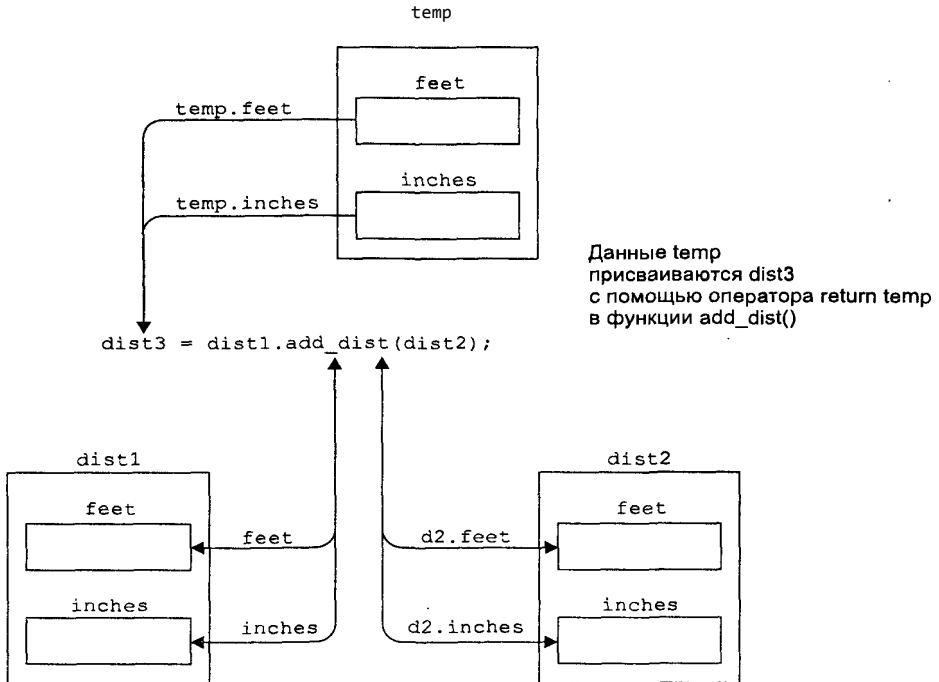 temp
feet
temp.feet
inches
temp.inches
Данные temp
присваиваются dist3
с помощью оператора return temp
в функции add_dist()
dist3 = dist1.add_dist(dist2);
dist1
dist2
feet
feet
feet
d2.feet
inches
inches
inches
d2.inches